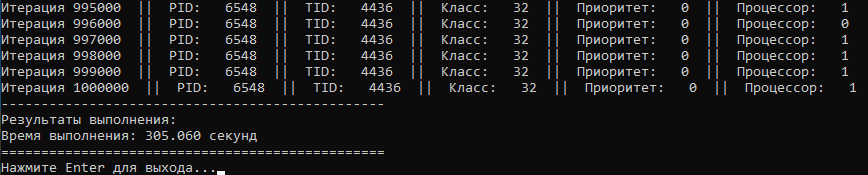 Итерация 995000  ||  PID:   6548  ||  TID:   4436  ||  Класс:   32  ||  Приоритет:   0  ||  Процессор:   1
Итерация 996000  ||  PID:   6548  ||  TID:   4436  ||  Класс:   32  ||  Приоритет:   0  ||  Процессор:   0
Итерация 997000  ||  PID:   6548  ||  TID:   4436  ||  Класс:   32  ||  Приоритет:   0  ||  Процессор:   1
Итерация 998000  ||  PID:   6548  ||  TID:   4436  ||  Класс:   32  ||  Приоритет:   0  ||  Процессор:   1
Итерация 999000  ||  PID:   6548  ||  TID:   4436  ||  Класс:   32  ||  Приоритет:   0  ||  Процессор:   1
Итерация 1000000  ||  PID:   6548  ||  TID:   4436  ||  Класс:   32  ||  Приоритет:   0  ||  Процессор:   1
------------------------------------------------
Результаты выполнения:
Время выполнения: 305.060 секунд
================================================
Нажмите Enter для выхода...